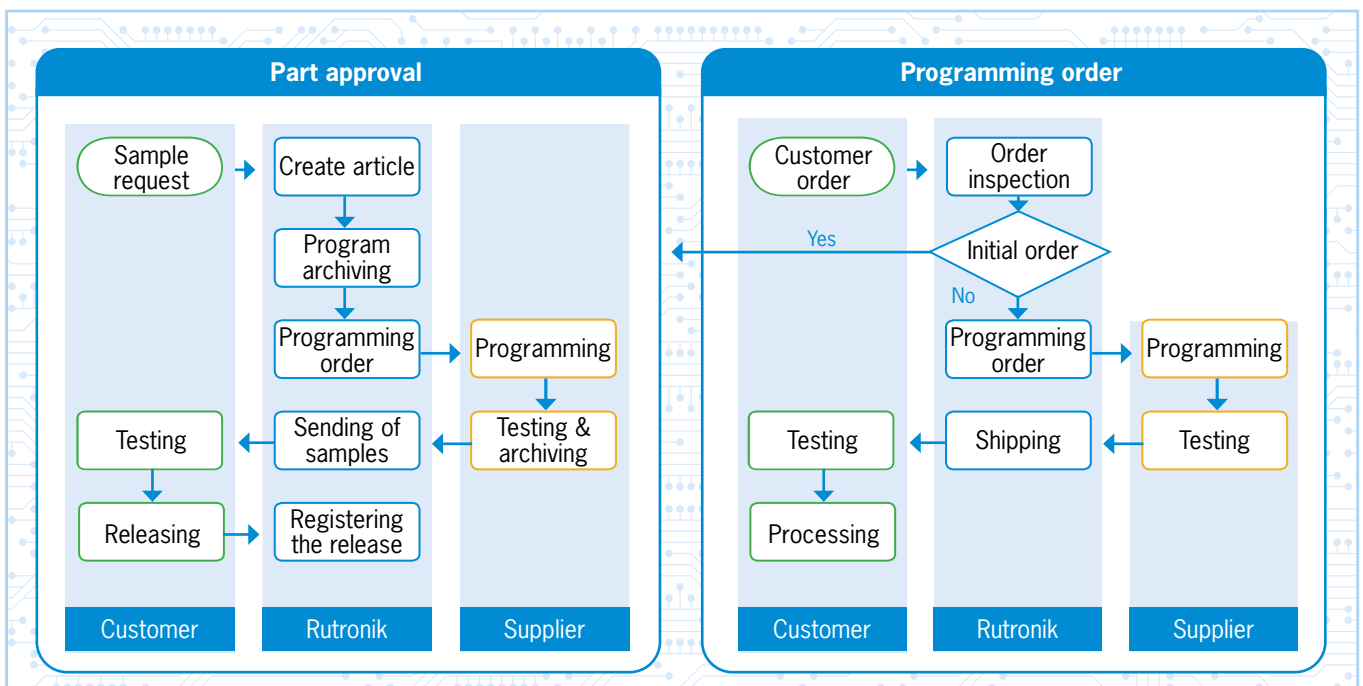 Part approval
Sample
request
Create article
Program
archiving
Programming
order
Programming
Testing &
archiving
Sending of
samples
Testing
Releasing
Registering
the release
Customer
Rutronik
Supplier
Programming order
Customer
order
Order
inspection
Initial order
Yes
No
Programming
order
Programming
Testing
Shipping
Testing
Processing
Customer
Rutronik
Supplier